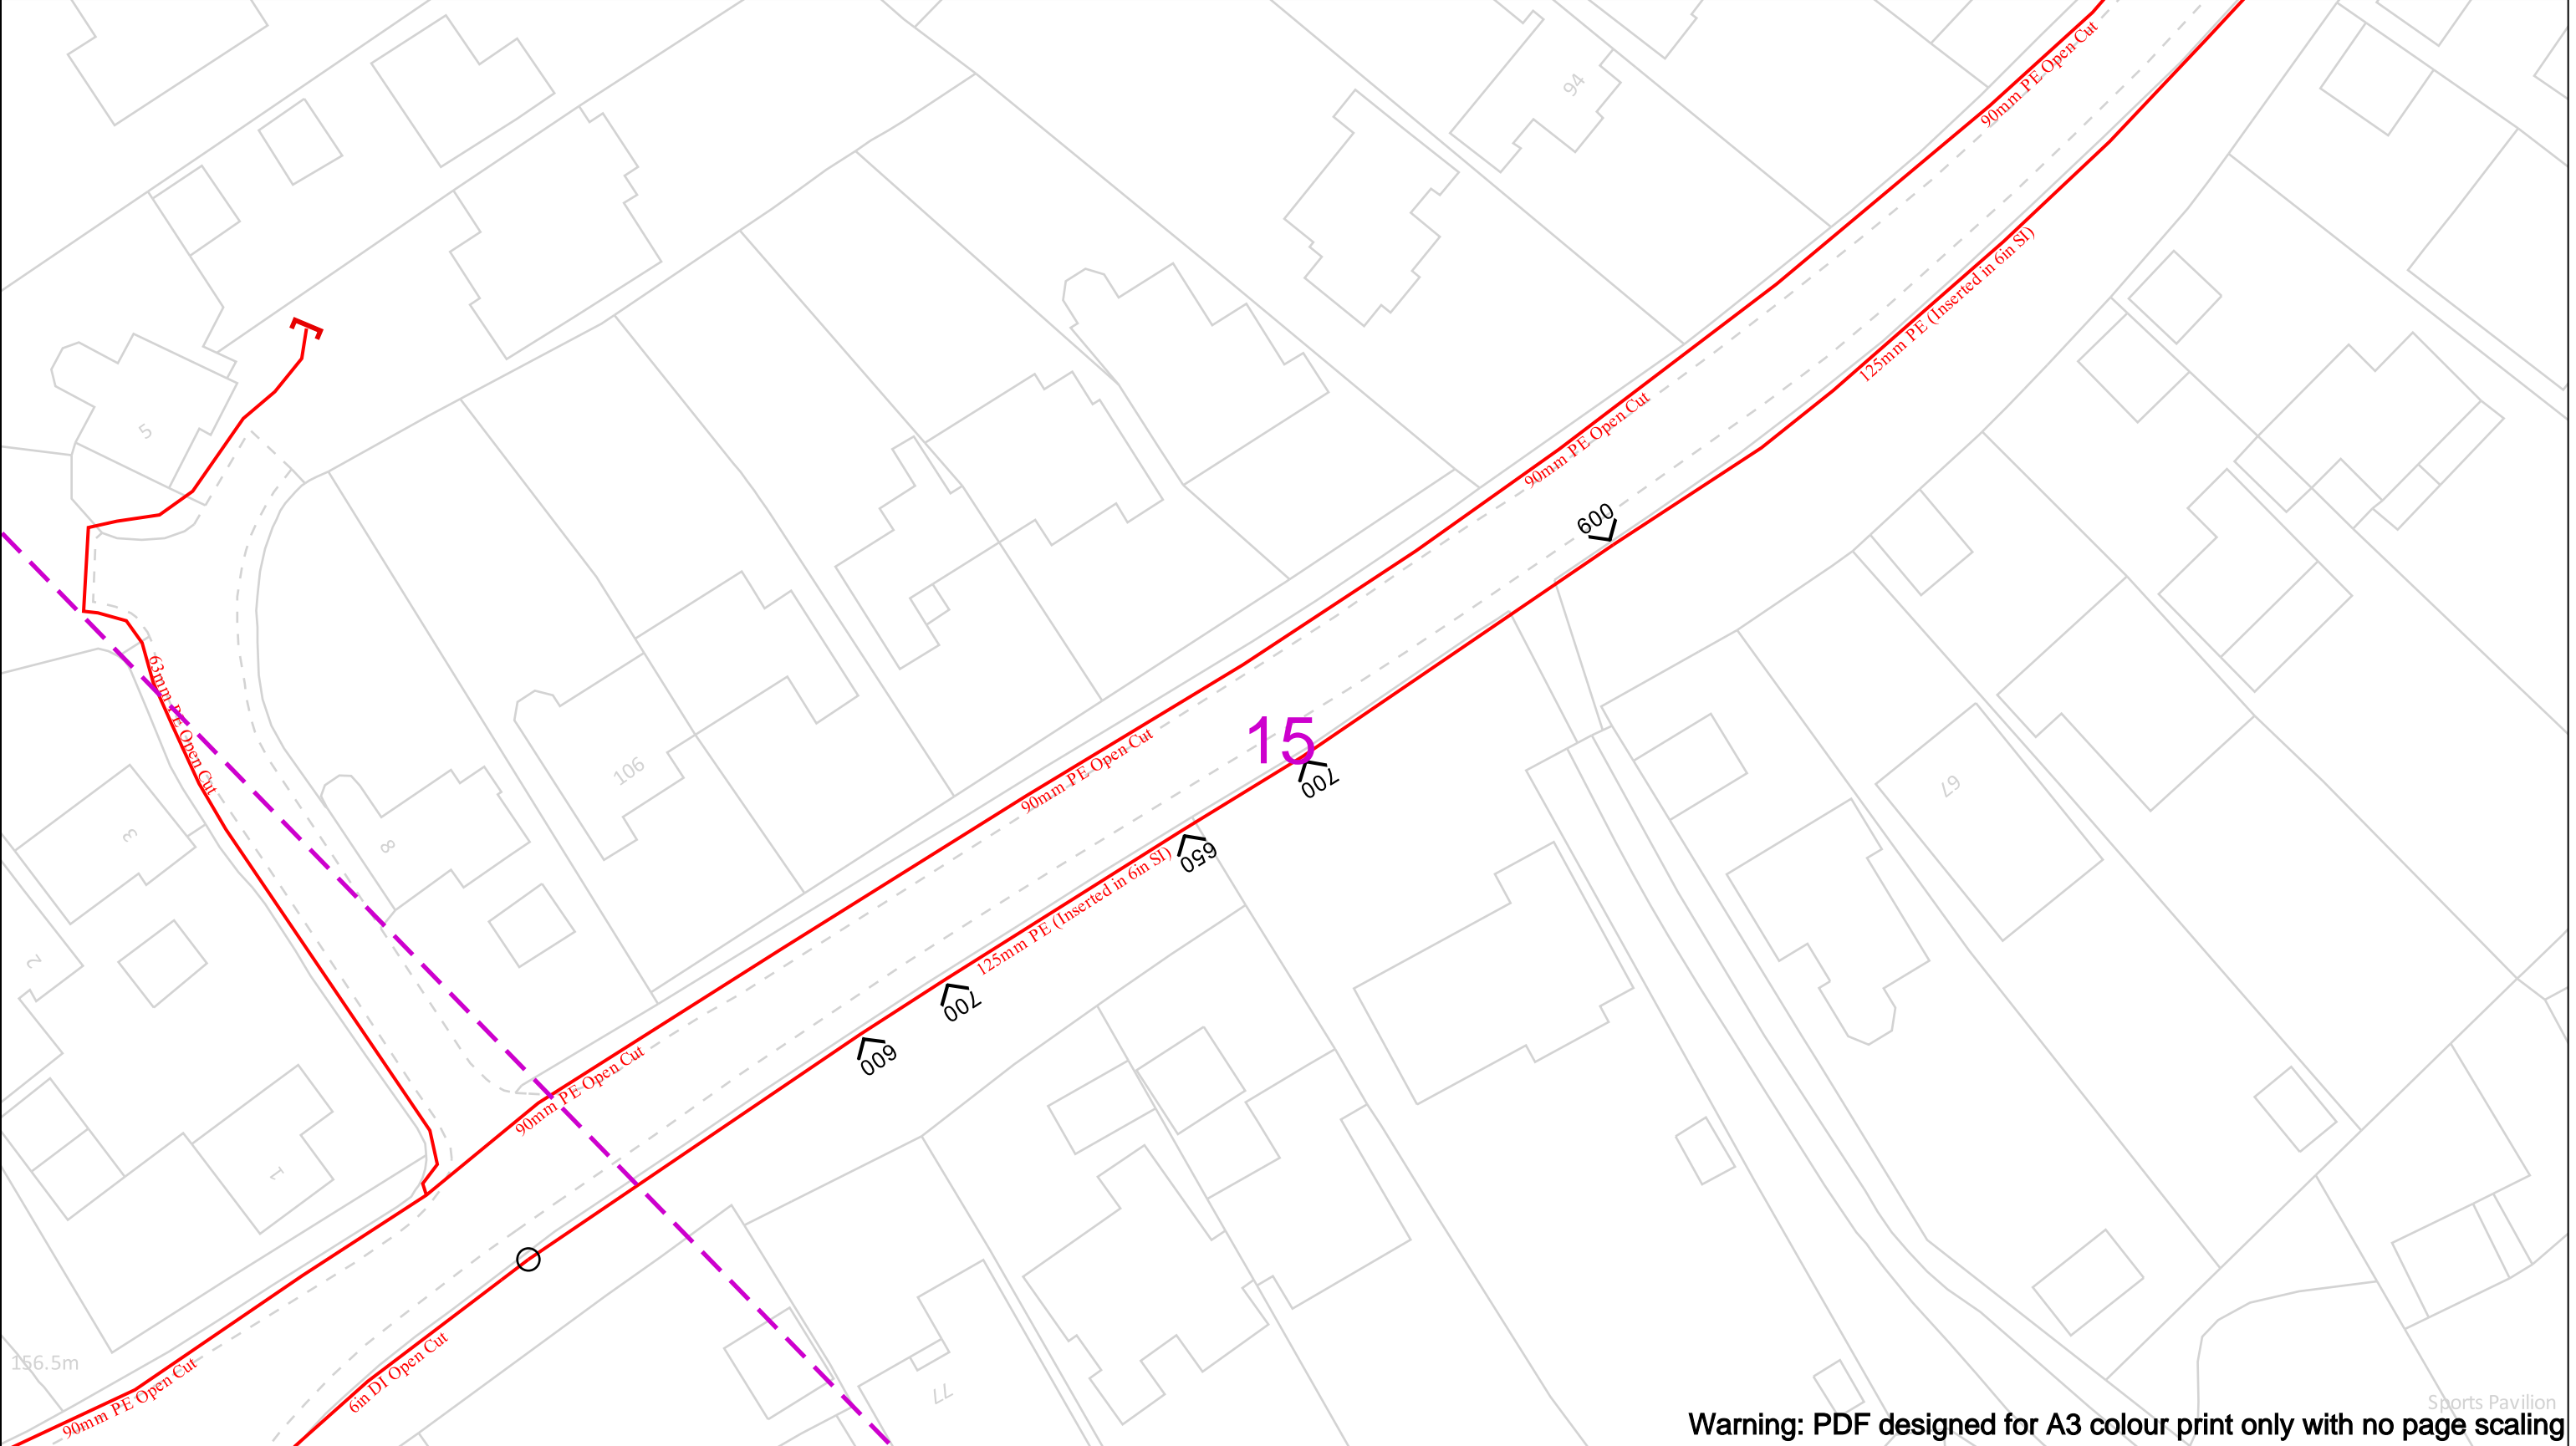 90mm PE Open Cut
94
125mm PE (Inserted in 6in SI)
90mm PE Open Cut
5
600
63mm PE Open Cut
15
90mm PE Open Cut
700
106
67
3
8
650
125mm PE (Inserted in 6in SI)
2
700
600
90mm PE Open Cut
1
156.5m
6in DI Open Cut
90mm PE Open Cut
77
Sports Pavilion
Warning: PDF designed for A3 colour print only with no page scaling